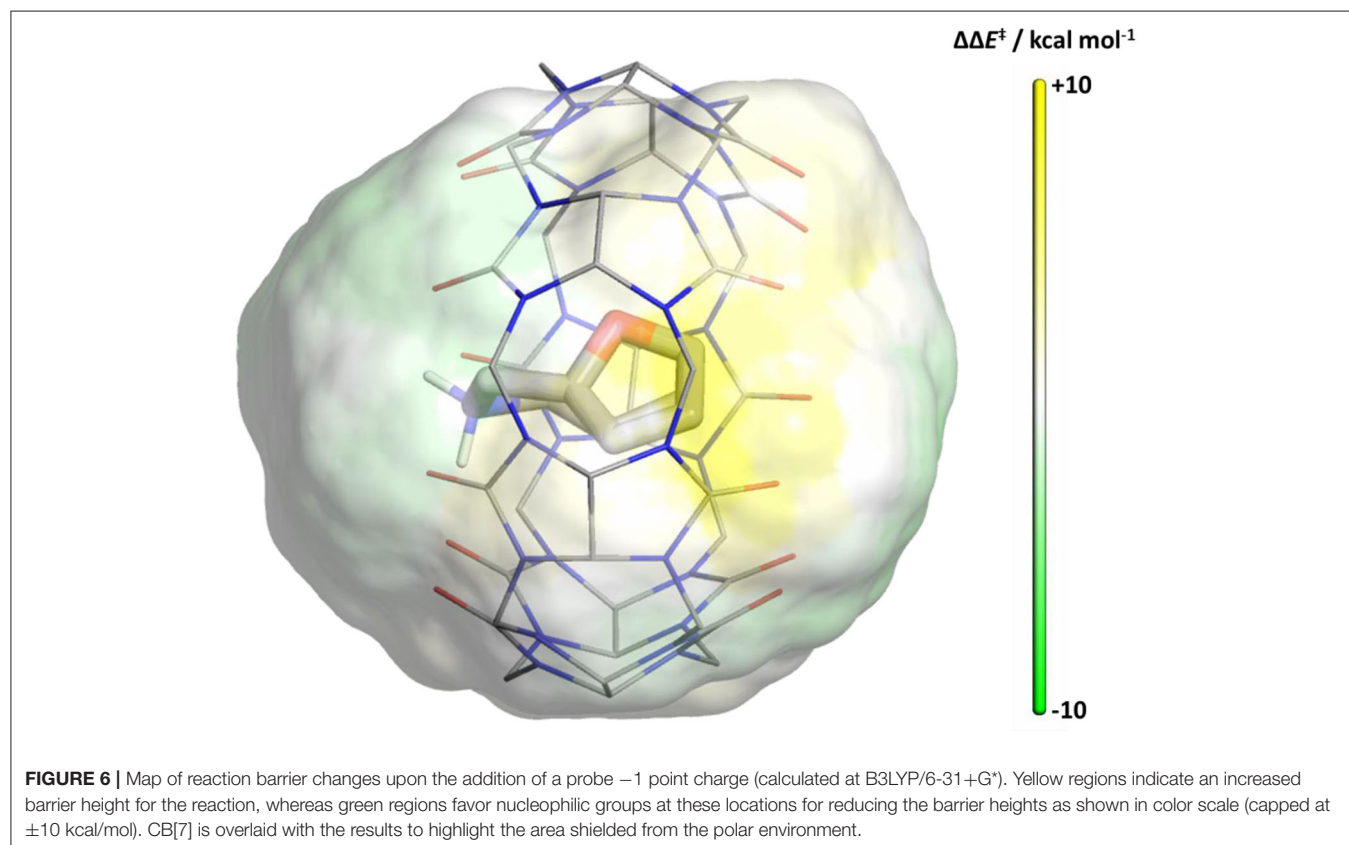 ΔΔE‡ / kcal mol-1
+10
-10
FIGURE 6 | Map of reaction barrier changes upon the addition of a probe −1 point charge (calculated at B3LYP/6-31+G*). Yellow regions indicate an increased
barrier height for the reaction, whereas green regions favor nucleophilic groups at these locations for reducing the barrier heights as shown in color scale (capped at
±10 kcal/mol). CB[7] is overlaid with the results to highlight the area shielded from the polar environment.